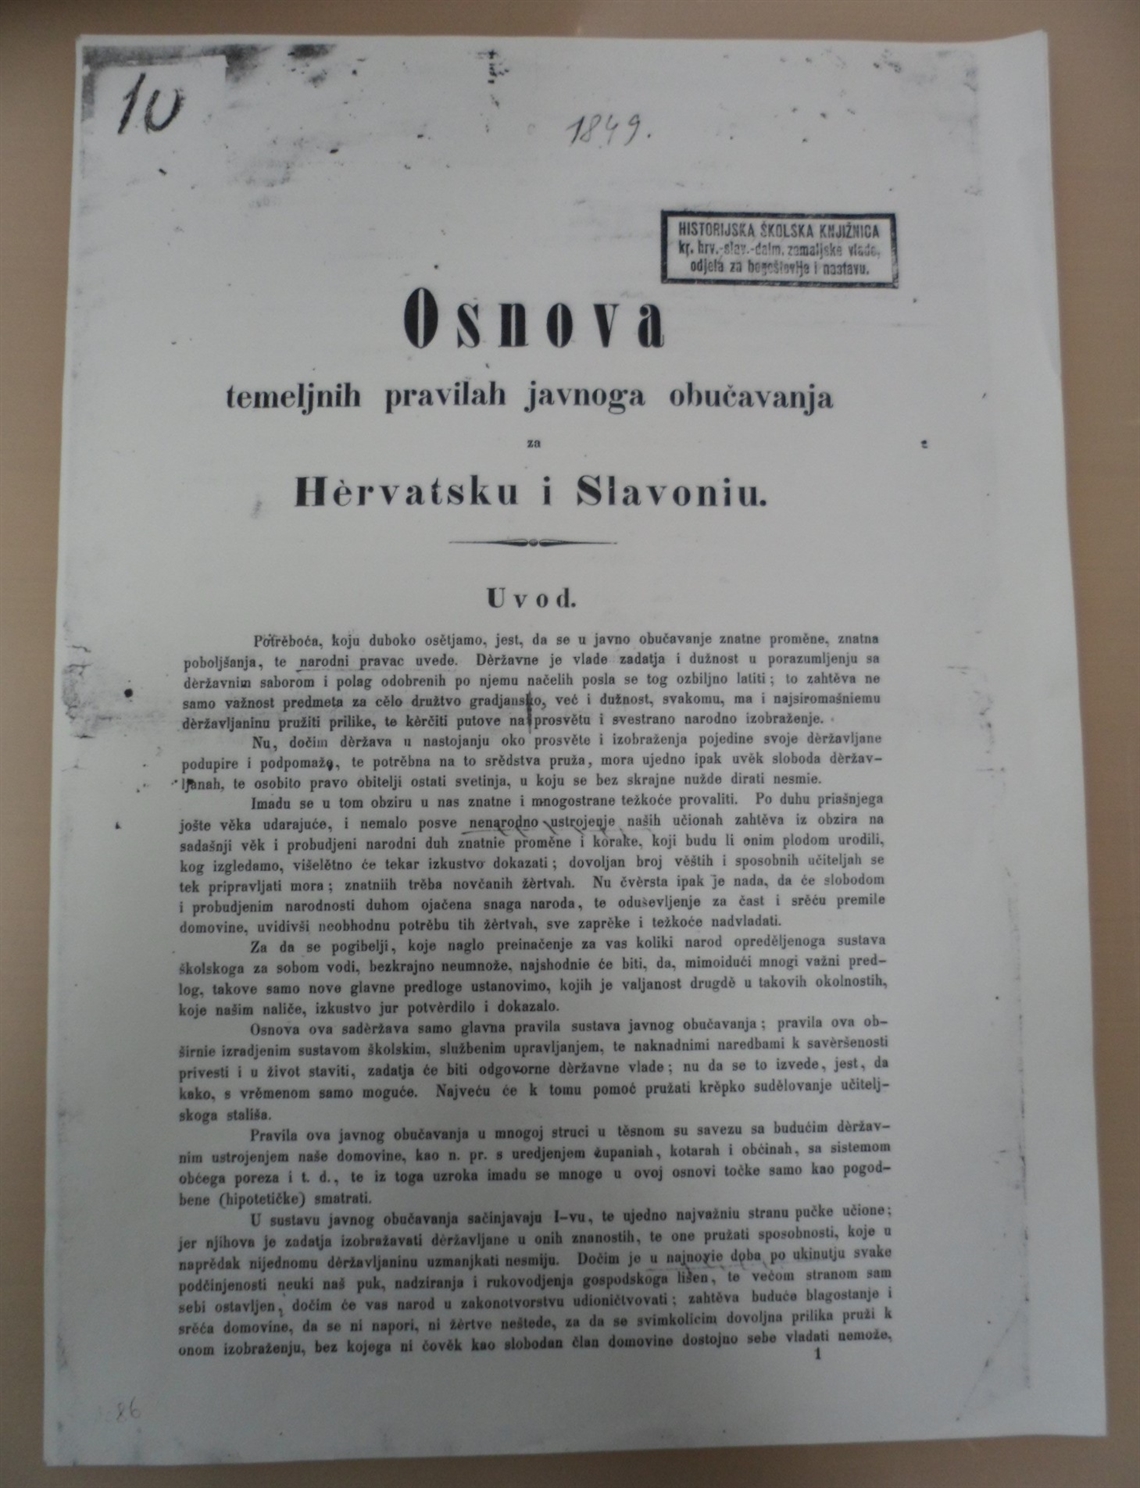 10
1849.
HISTORIJSKA ŠKOLSKA KNJIŽNICA
kr. hrv.-slav.-dalm. zemaljske vlade,
odjela za bogoštovlje i nastavu.
Osnova
temeljnih pravilah javnoga obučavanja
za
Hèrvatsku i Slavoniu.
Uvod.
Potrěboća, koju duboko osětjamo, jest, da se u javno obučavanje znatne proměne, znatna
poboljšanja, te narodni pravac uvede. Dèržavne je vlade zadatja i dužnost u porazumljenju sa
dèržavnim saborom i polag odobrenih po njemu načelih posla se tog ozbiljno latiti; to zahtěva ne
samo važnost predmeta za cělo družtvo gradjansko, već i dužnost, svakomu, ma i najsiromašniemu
dèržavljaninu pružiti prilike, te kèrčiti putove na prosvětu i svestrano narodno izobraženje.
Nu, dočim dèržava u nastojanju oko prosvěte i izobraženja pojedine svoje dèržavljane
podupire i podpomaže, te potrěbna na to srědstva pruža, mora ujedno ipak uvěk sloboda dèržav-
ljanah, te osobito pravo obitelji ostati svetinja, u koju se bez skrajne nužde dirati nesmie.
Imadu se u tom obziru u nas znatne i mnogostrane težkoće provaliti. Po duhu priašnjega
jošte věka udarajuće, i nemalo posve nenarodno ustrojenje naših učionah zahtěva iz obzira na
sadašnji věk i probudjeni narodni duh znatnie proměne i korake, koji budu li onim plodom urodili,
kog izgledamo, višelětno će tekar izkustvo dokazati; dovoljan broj věštih i sposobnih učiteljah se
tek pripravljati mora; znatniih trěba novčanih žèrtvah. Nu čvèrsta ipak je nada, da će slobodom
i probudjenim narodnosti duhom ojačena snaga naroda, te oduševljenje za čast i srěću premile
domovine, uvidivši neobhodnu potrěbu tih žèrtvah, sve zaprěke i težkoće nadvladati.
Za da se pogibelji, koje naglo preinačenje za vas koliki narod opreděljenoga sustava
školskoga za sobom vodi, bezkrajno neumnože, najshodnie će biti, da, mimoidući mnogi važni pred-
log, takove samo nove glavne predloge ustanovimo, kojih je valjanost drugdě u takovih okolnostih,
koje našim naliče, izkustvo jur potvèrdilo i dokazalo.
Osnova ova sadèržava samo glavna pravila sustava javnog obučavanja; pravila ova ob-
širnie izradjenim sustavom školskim, službenim upravljanjem, te naknadnimi naredbami k savèršenosti
privesti i u život staviti, zadatja će biti odgovorne dèržavne vlade; nu da se to izvede, jest, da
kako, s vrěmenom samo moguće. Najveću će k tomu pomoć pružati krěpko sudělovanje učitelj-
skoga stališa.
Pravila ova javnog obučavanja u mnogoj struci u těsnom su savezu sa budućim dèržav-
nim ustrojenjem naše domovine, kao n. pr. s uredjenjem županiah, kotarah i obćinah, sa sistemom
obćega poreza i t. d., te iz toga uzroka imadu se mnoge u ovoj osnovi točke samo kao pogod-
bene (hipotetičke) smatrati.
U sustavu javnog obučavanja sačinjavaju I-vu, te ujedno najvažniu stranu pučke učione;
jer njihova je zadatja izobražavati dèržavljane u onih znanostih, te one pružati sposobnosti, koje u
naprědak nijednomu dèržavljaninu uzmanjkati nesmiju. Dočim je u najnovie doba po ukinutju svake
podčinjenosti neuki naš puk, nadziranja i rukovodjenja gospodskoga lišen, te većom stranom sam
sebi ostavljen, dočim će vas narod u zakonotvorstvu udioničtvovati; zahtěva buduće blagostanje i
srěća domovine, da se ni napori, ni žèrtve neštede, za da se svimkolicim dovoljna prilika pruži k
onom izobraženju, bez kojega ni čověk kao slobodan član domovine dostojno sebe vladati nemože,
1
86